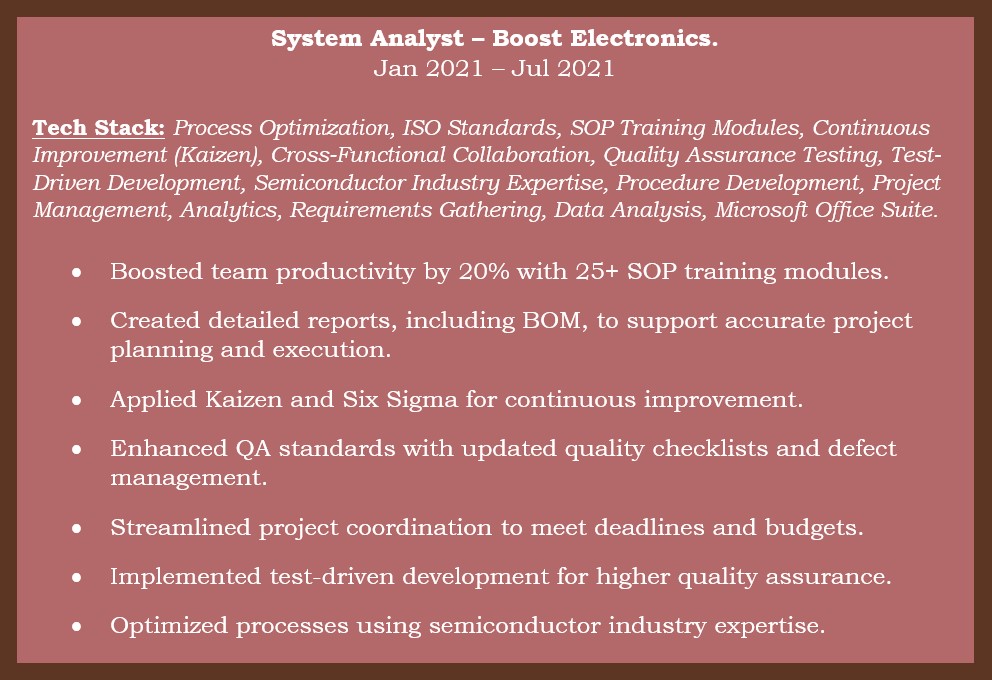 System Analyst – Boost Electronics.
Jan 2021 – Jul 2021
Tech Stack: Process Optimization, ISO Standards, SOP Training Modules, Continuous
Improvement (Kaizen), Cross-Functional Collaboration, Quality Assurance Testing, Test-
Driven Development, Semiconductor Industry Expertise, Procedure Development, Project
Management, Analytics, Requirements Gathering, Data Analysis, Microsoft Office Suite.
• Boosted team productivity by 20% with 25+ SOP training modules.
• Created detailed reports, including BOM, to support accurate project
planning and execution.
• Applied Kaizen and Six Sigma for continuous improvement.
• Enhanced QA standards with updated quality checklists and defect
management.
• Streamlined project coordination to meet deadlines and budgets.
• Implemented test-driven development for higher quality assurance.
• Optimized processes using semiconductor industry expertise.